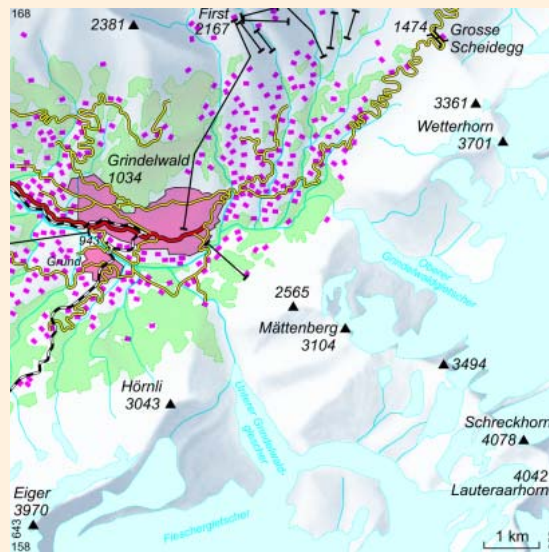 168
2381
First
2167
1474
Grosse
Scheidegg
3361
Wetterhorn
3701
Grindelwald
1034
943
Grund
Oberer
Grindelwaldgletscher
2565
Mättenberg
3104
3494
Hörnli
3043
Unterer Grindelwald-
gletscher
Schreckhorn
4078
4042
Lauteraarhorn
Eiger
3970
Fieschergletscher
643
158
1 km